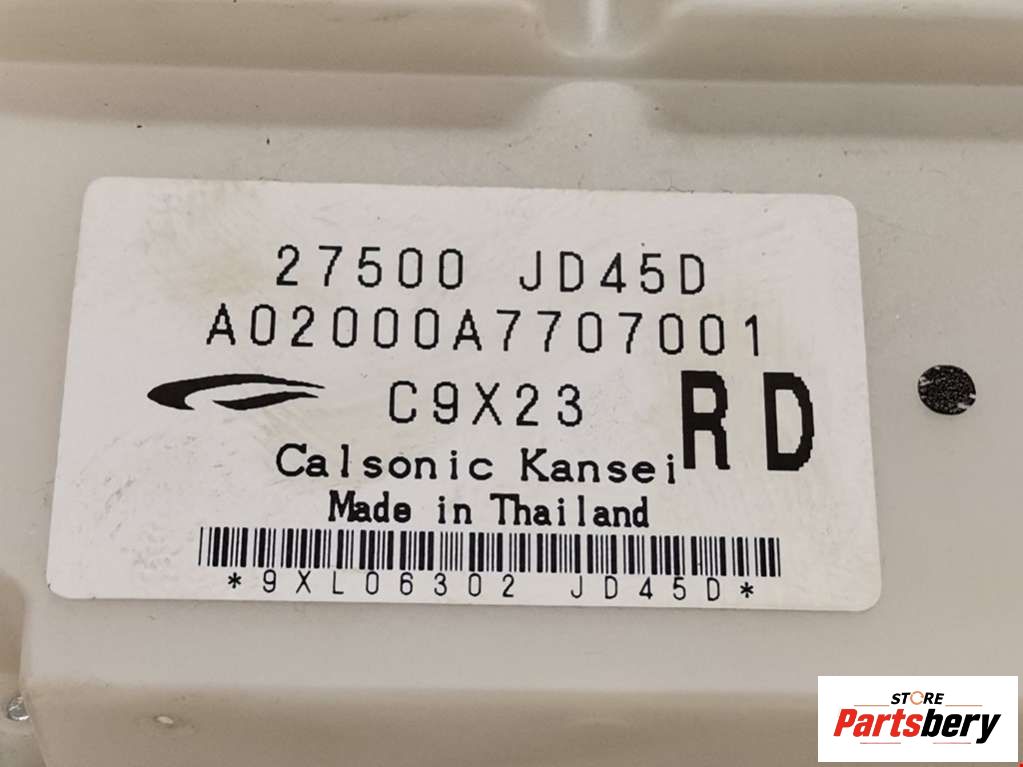 27500 JD45D
A02000A7707001
C9X23 RD
Calsonic Kansei
Made in Thailand
*9XL06302 JD45D*
STORE
Partsbery